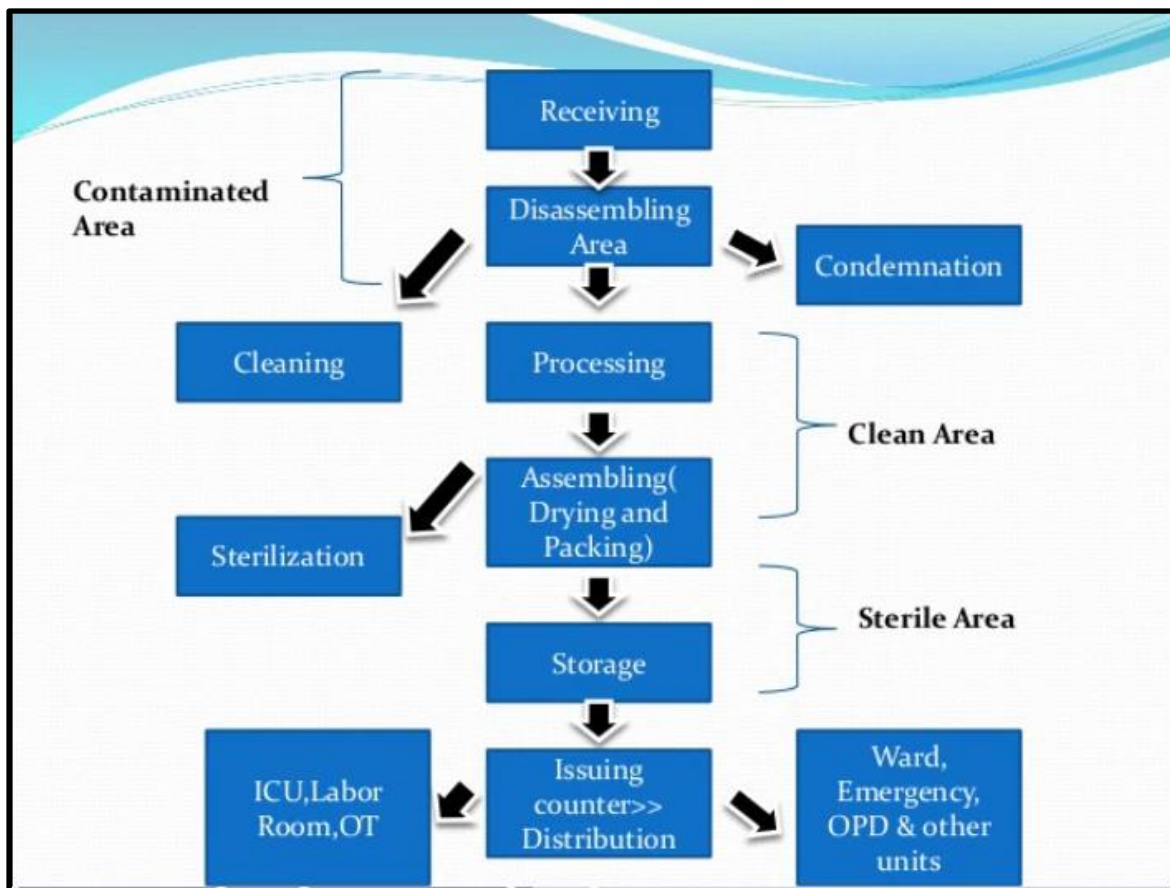 Receiving
Contaminated
Area
Disassembling
Area
Condemnation
Cleaning
Processing
Clean Area
Assembling(
Drying and
Packing)
Sterilization
Sterile Area
Storage
ICU,Labor
Room,OT
Issuing
counter>>
Distribution
Ward,
Emergency,
OPD & other
units